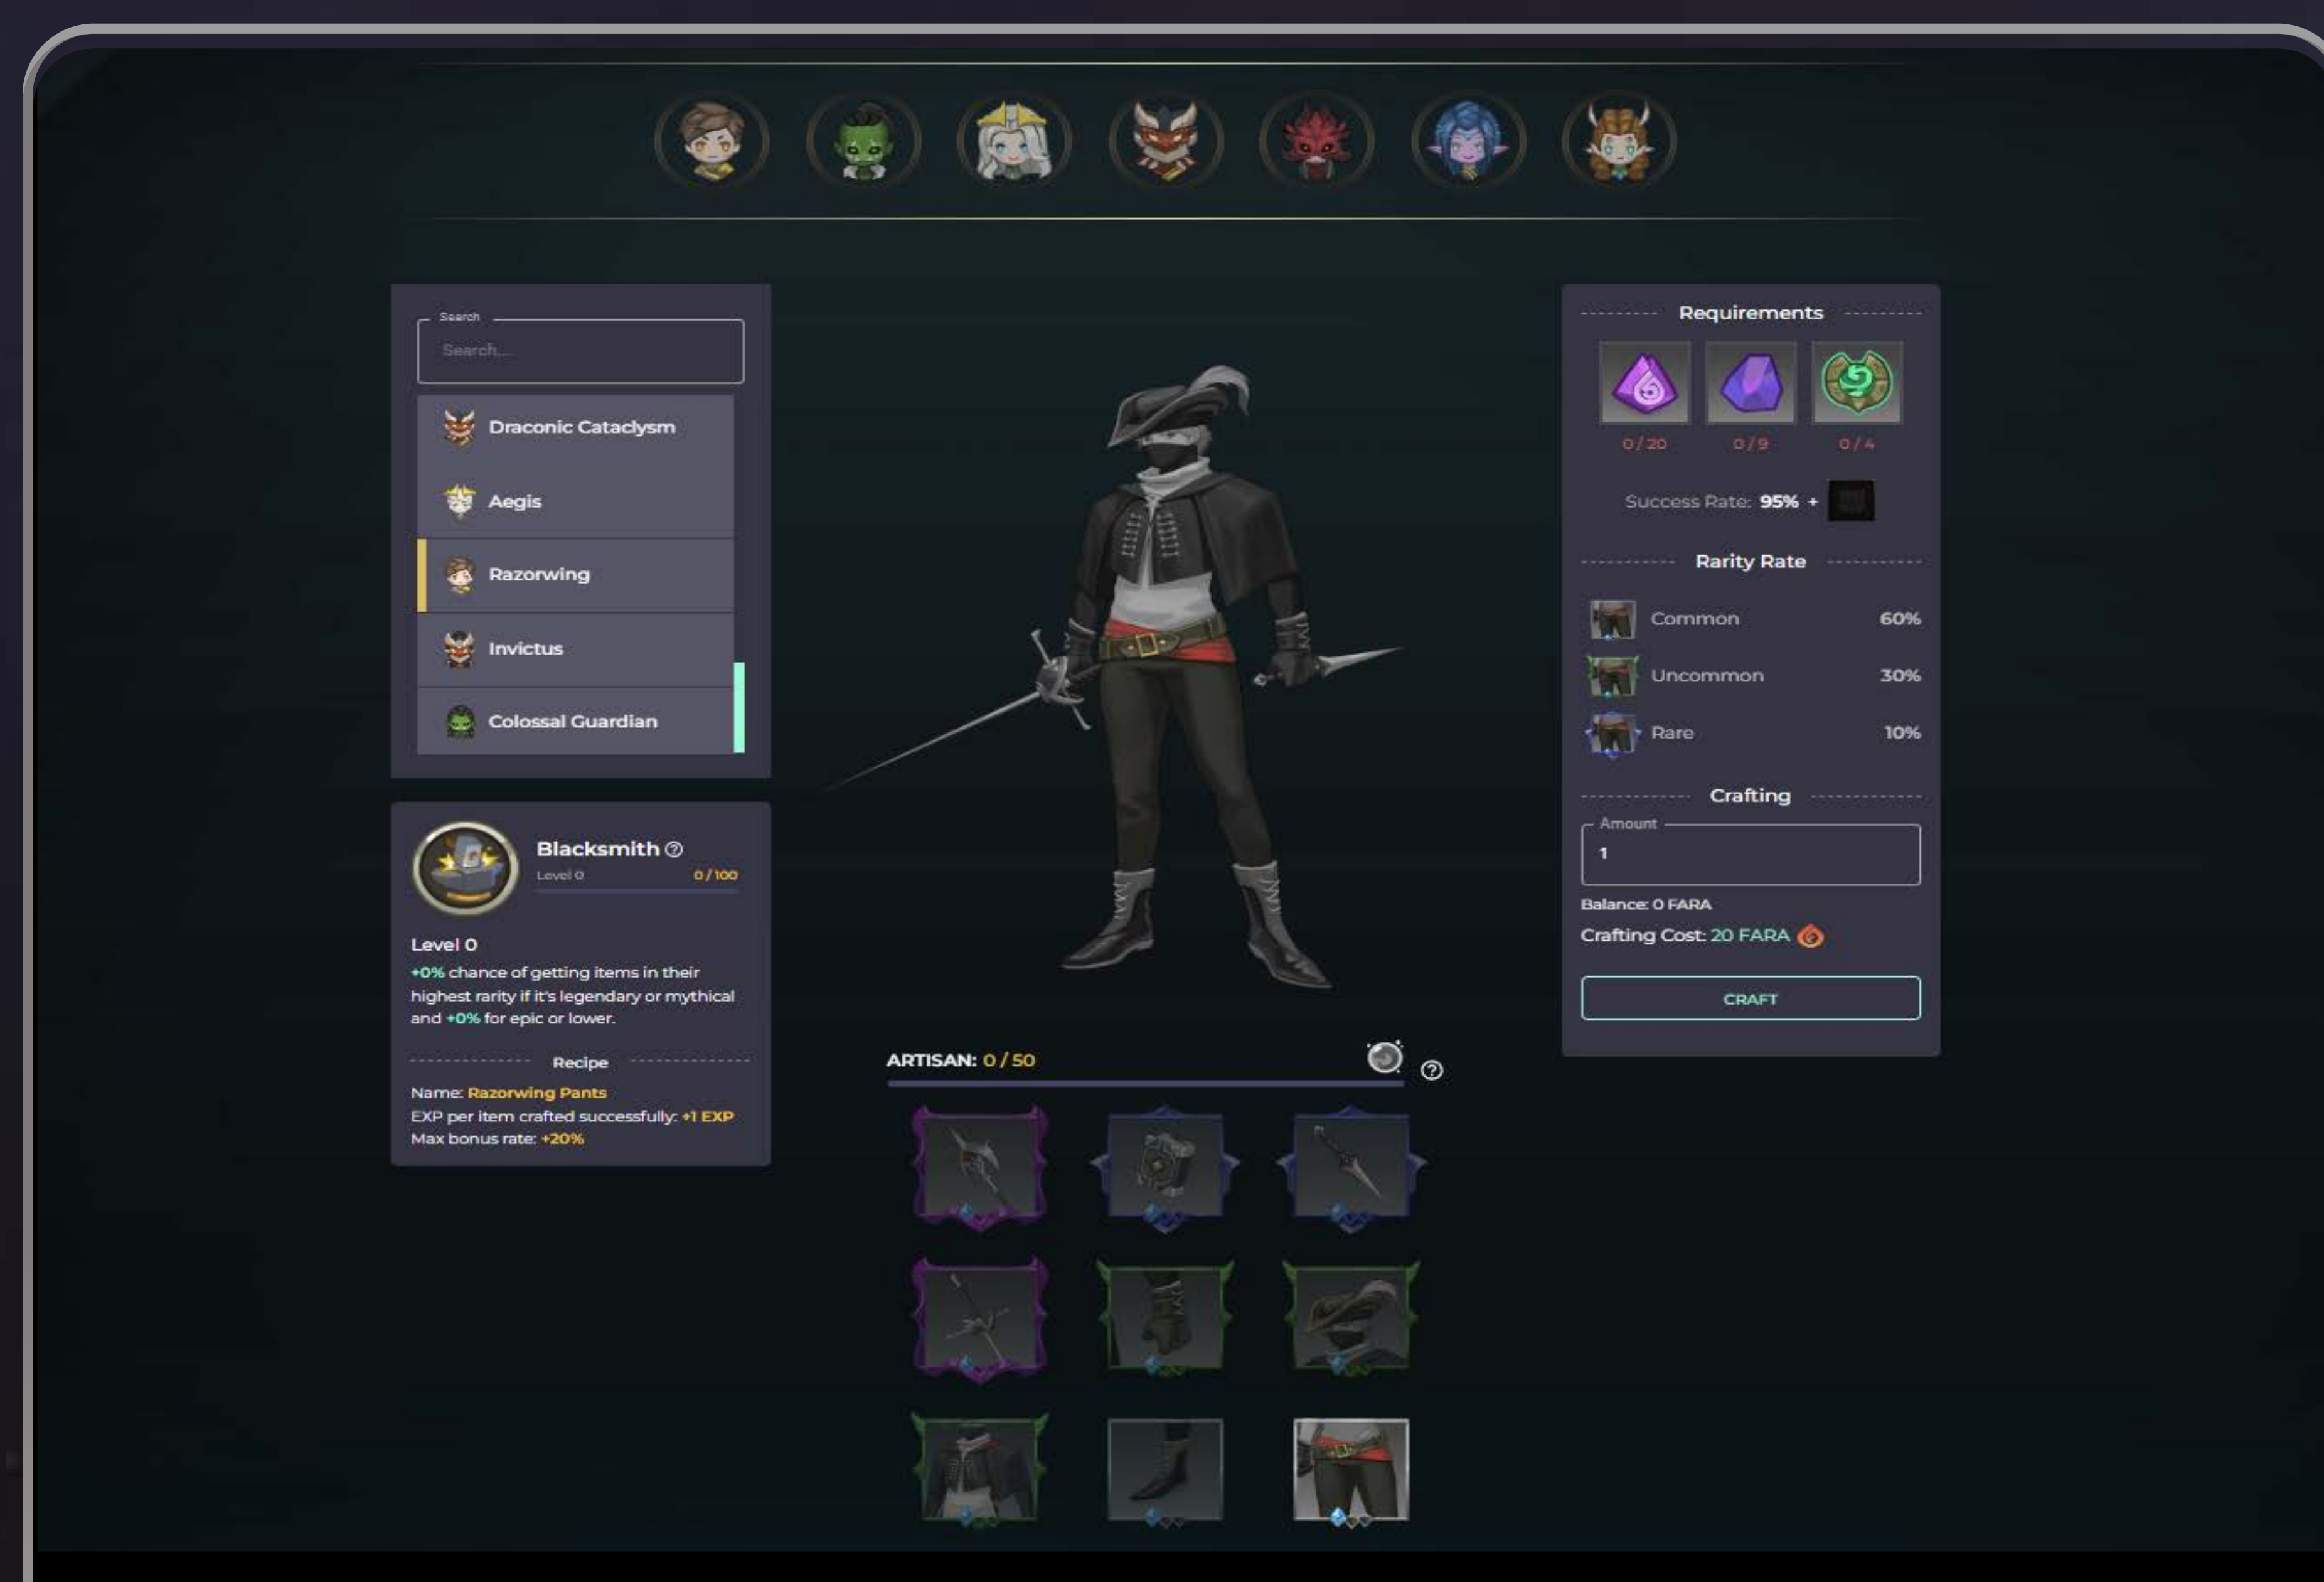 Search
Search...
Draconic Cataclysm
Aegis
Razorwing
Invictus
Colossal Guardian
Blacksmith
Level 0 0 / 100
Level 0
+0% chance of getting items in their
highest rarity if it's legendary or mythical
and +0% for epic or lower.
Recipe
Name: Razorwing Pants
EXP per item crafted successfully: +1 EXP
Max bonus rate: +20%
ARTISAN: 0 / 50
Requirements
0 / 20 0 / 9 0 / 4
Success Rate: 95% +
Rarity Rate
Common 60%
Uncommon 30%
Rare 10%
Crafting
Amount
1
Balance: 0 FARA
Crafting Cost: 20 FARA
CRAFT